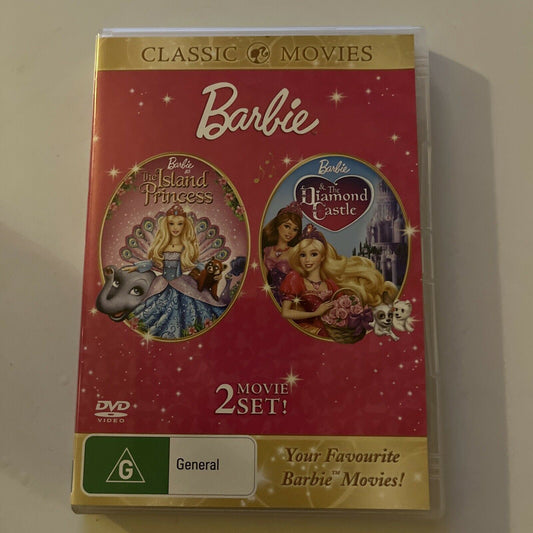 CLASSIC MOVIES
Barbie™
Barbie as
The Island
Princess
Barbie
& The
Diamond
Castle
2 MOVIE
SET!
DVD
VIDEO
G
General
Your Favourite
Barbie™ Movies!